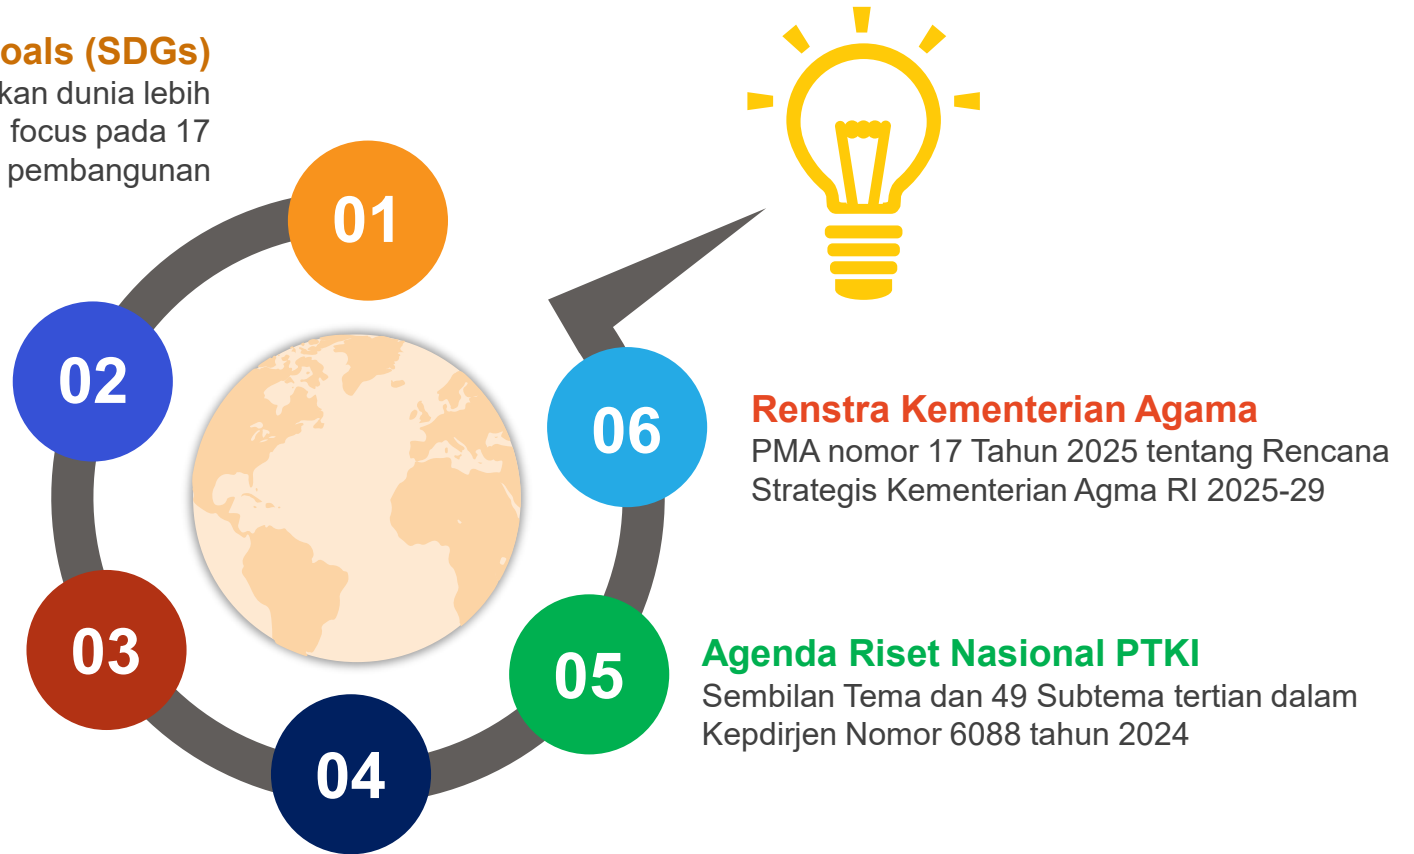 oals (SDGs)
kan dunia lebih
focus pada 17
pembangunan
01
02
03
04
05
06
Renstra Kementerian Agama
PMA nomor 17 Tahun 2025 tentang Rencana
Strategis Kementerian Agma RI 2025-29
Agenda Riset Nasional PTKI
Sembilan Tema dan 49 Subtema tertian dalam
Kepdirjen Nomor 6088 tahun 2024